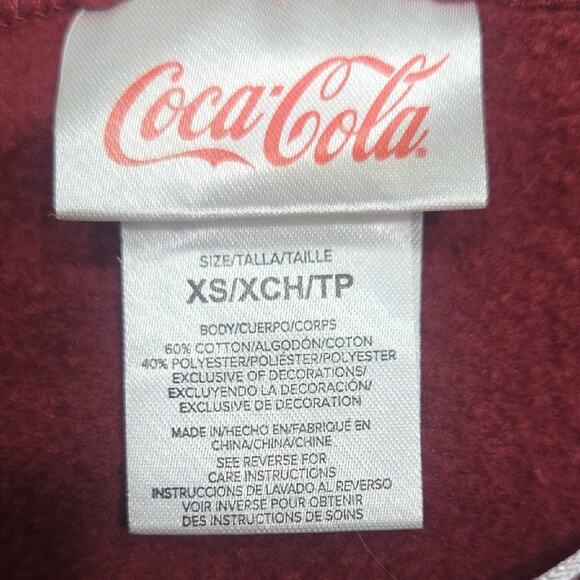 Coca-Cola
SIZE/TALLA/TAILLE
XS/XCH/TP
BODY/CUERPO/CORPS
60% COTTON/ALGODÓN/COTON
40% POLYESTER/POLIÉSTER/POLYESTER
EXCLUSIVE OF DECORATIONS/
EXCLUYENDO LA DECORACIÓN/
EXCLUSIVE DE DECORATION
MADE IN/HECHO EN/FABRIQUÉ EN
CHINA/CHINA/CHINE
SEE REVERSE FOR
CARE INSTRUCTIONS
INSTRUCCIONES DE LAVADO AL REVERSO
VOIR INVERSE POUR OBTENIR
DES INSTRUCTIONS DE SOINS